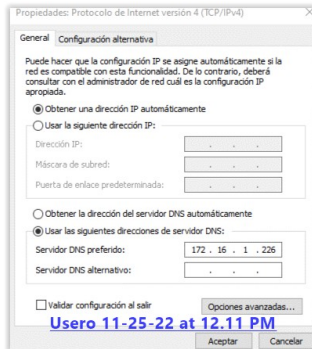 Propiedades: Protocolo de Internet versión 4 (TCP/IPv4)
General Configuración alternativa
Puede hacer que la configuración IP se asigne automáticamente si la
red es compatible con esta funcionalidad. De lo contrario, deberá
consultar con el administrador de red cuál es la configuración IP
apropiada.
Obtener una dirección IP automáticamente
Usar la siguiente dirección IP:
Dirección IP:
Máscara de subred:
Puerta de enlace predeterminada:
Obtener la dirección del servidor DNS automáticamente
Usar las siguientes direcciones de servidor DNS:
Servidor DNS preferido: 172 . 16 . 1 . 226
Servidor DNS alternativo:
Validar configuración al salir Opciones avanzadas...
Usero 11-25-22 at 12.11 PM
Aceptar Cancelar